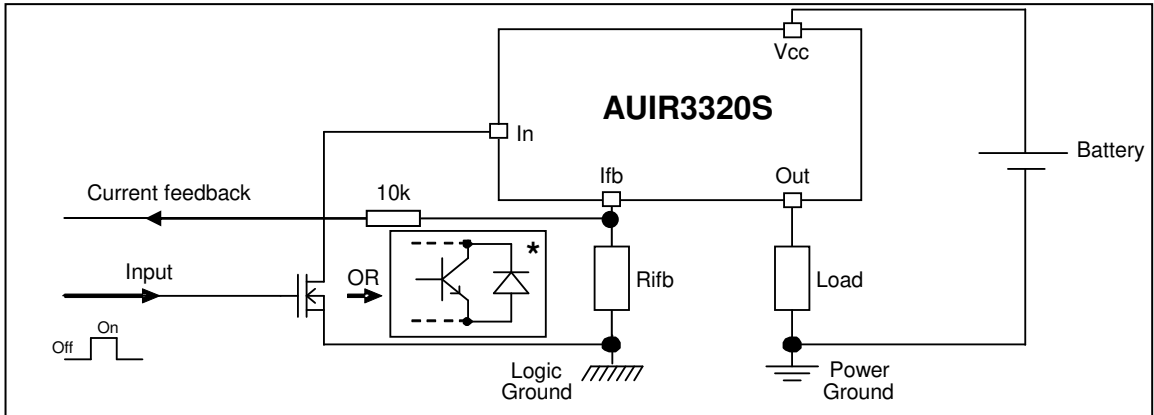 Vcc
AUIR3320S
In
Battery
Ifb
Out
Current feedback
10k
*
Input
OR
Rifb
Load
On
Off
Logic
Ground
Power
Ground